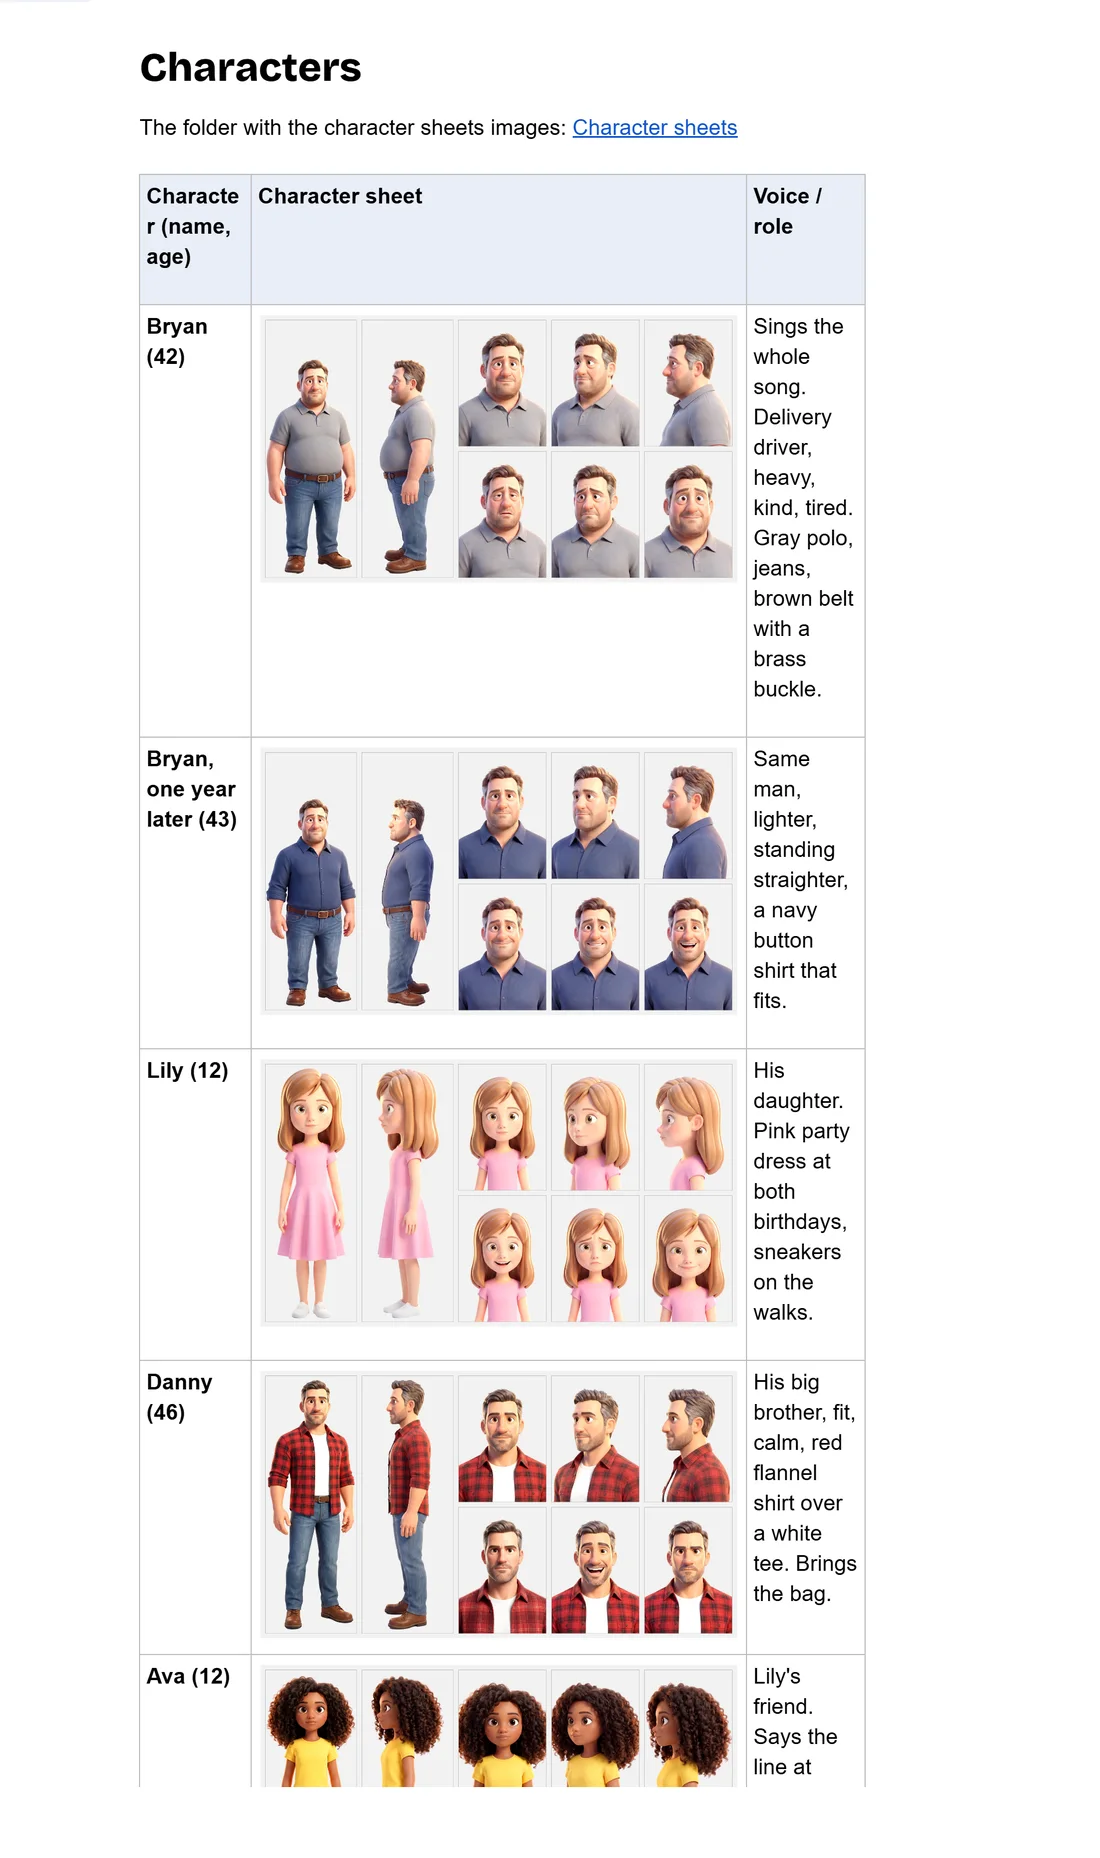 Characters
The folder with the character sheets images: Character sheets
Characte
r (name,
age)
Character sheet
Voice /
role
Bryan
(42)
Sings the
whole
song.
Delivery
driver,
heavy,
kind, tired.
Gray polo,
jeans,
brown belt
with a
brass
buckle.
Bryan,
one year
later (43)
Same
man,
lighter,
standing
straighter,
a navy
button
shirt that
fits.
Lily (12)
His
daughter.
Pink party
dress at
both
birthdays,
sneakers
on the
walks.
Danny
(46)
His big
brother, fit,
calm, red
flannel
shirt over
a white
tee. Brings
the bag.
Ava (12)
Lily's
friend.
Says the
line at